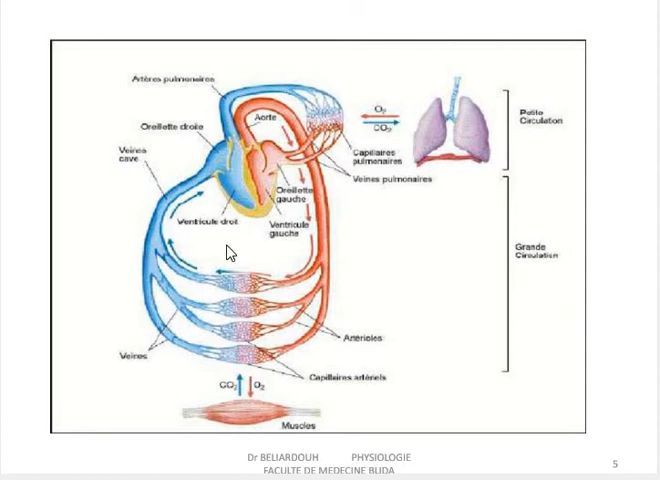 Artères pulmonaires
Aorte
O₂
CO₂
Petite
Circulation
Oreillette droite
Veines
cave
Capillaires
pulmonaires
Veines pulmonaires
Oreillette
gauche
Ventricule droit
Ventricule
gauche
Grande
Circulation
Artérioles
Veines
Capillaires artériels
CO₂
O₂
Muscles
Dr BELIARDOUH PHYSIOLOGIE
FACULTE DE MEDECINE BLIDA
5